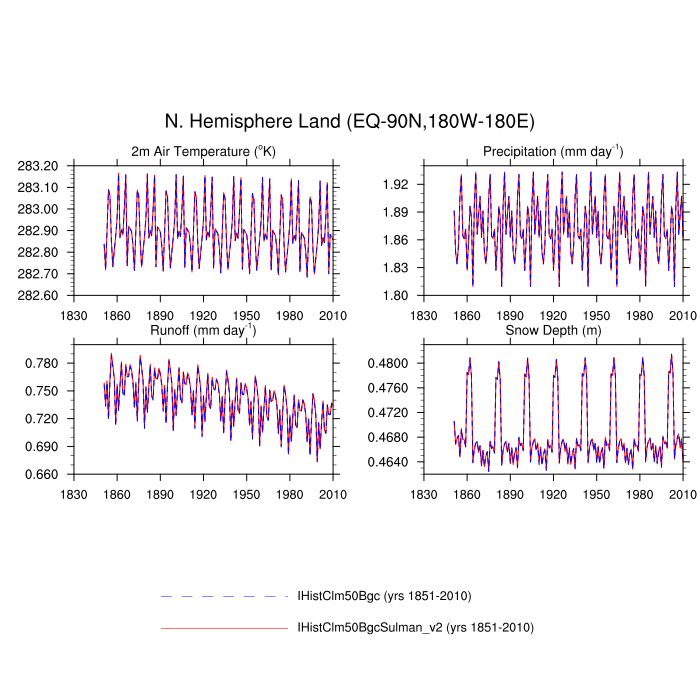 N. Hemisphere Land (EQ-90N,180W-180E)
2m Air Temperature (°K)
283.20
283.10
283.00
282.90
282.80
282.70
282.60
1830 1860 1890 1920 1950 1980 2010
Precipitation (mm day⁻¹)
1.92
1.89
1.86
1.83
1.80
1830 1860 1890 1920 1950 1980 2010
Runoff (mm day⁻¹)
0.780
0.750
0.720
0.690
0.660
1830 1860 1890 1920 1950 1980 2010
Snow Depth (m)
0.4800
0.4760
0.4720
0.4680
0.4640
1830 1860 1890 1920 1950 1980 2010
IHistClm50Bgc (yrs 1851-2010)
IHistClm50BgcSulman_v2 (yrs 1851-2010)